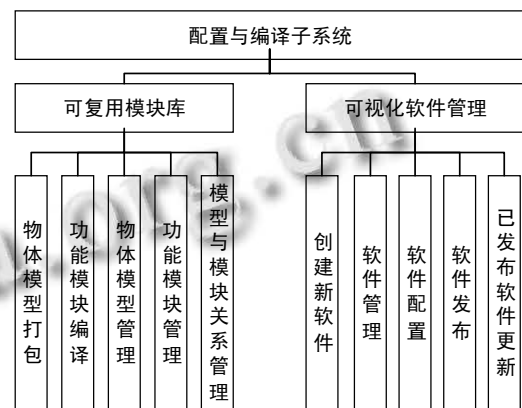 配置与编译子系统
可复用模块库
可视化软件管理
物体模型打包
功能模块编译
物体模型管理
功能模块管理
模型与模块关系管理
创建新软件
软件管理
软件配置
软件发布
已发布软件更新
.org.cn